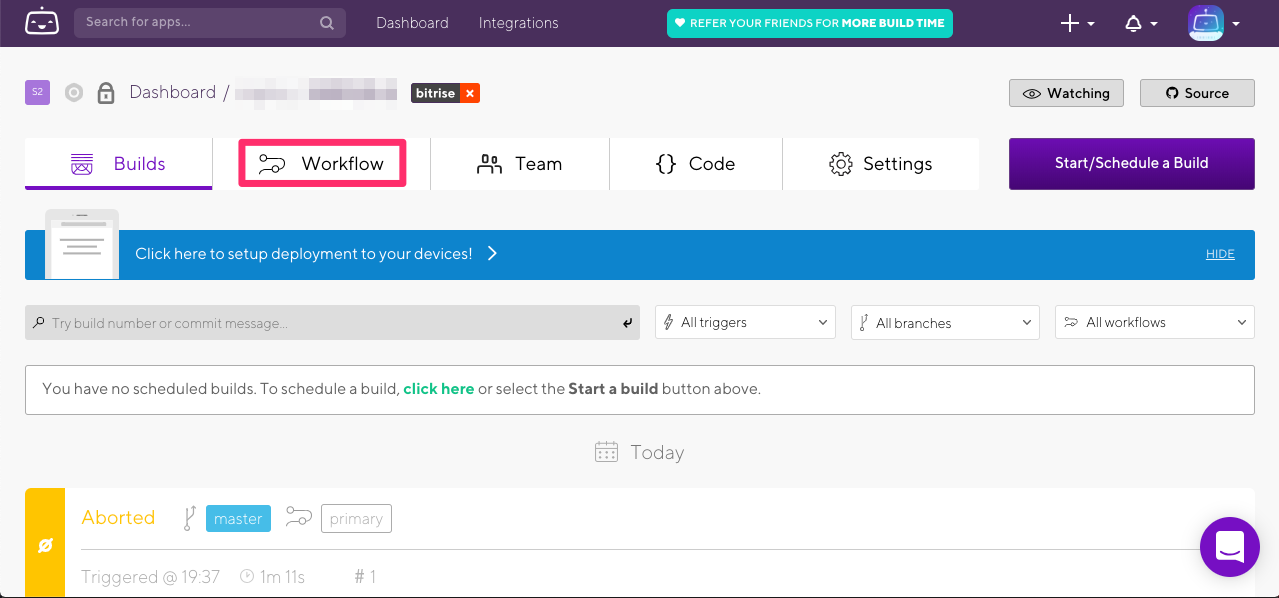 Search for apps... Dashboard Integrations REFER YOUR FRIENDS FOR MORE BUILD TIME
S2 Dashboard / bitrise × Watching Source
Builds Workflow Team {} Code Settings Start/Schedule a Build
Click here to setup deployment to your devices! HIDE
Try build number or commit message... All triggers All branches All workflows
You have no scheduled builds. To schedule a build, click here or select the Start a build button above.
Today
Aborted master primary
Triggered @ 19:37 1m 11s # 1